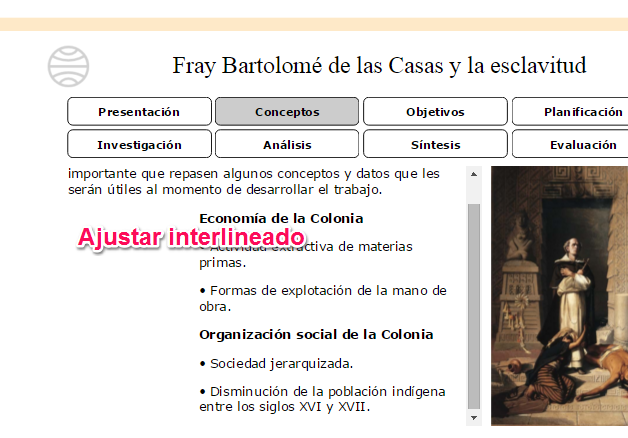 Fray Bartolomé de las Casas y la esclavitud
Presentación
Conceptos
Objetivos
Planificación
Investigación
Análisis
Síntesis
Evaluación
importante que repasen algunos conceptos y datos que les
serán útiles al momento de desarrollar el trabajo.
Economía de la Colonia
Ajustar interlineado
• Actividad extractiva de materias
primas.
• Formas de explotación de la mano de
obra.
Organización social de la Colonia
• Sociedad jerarquizada.
• Disminución de la población indígena
entre los siglos XVI y XVII.